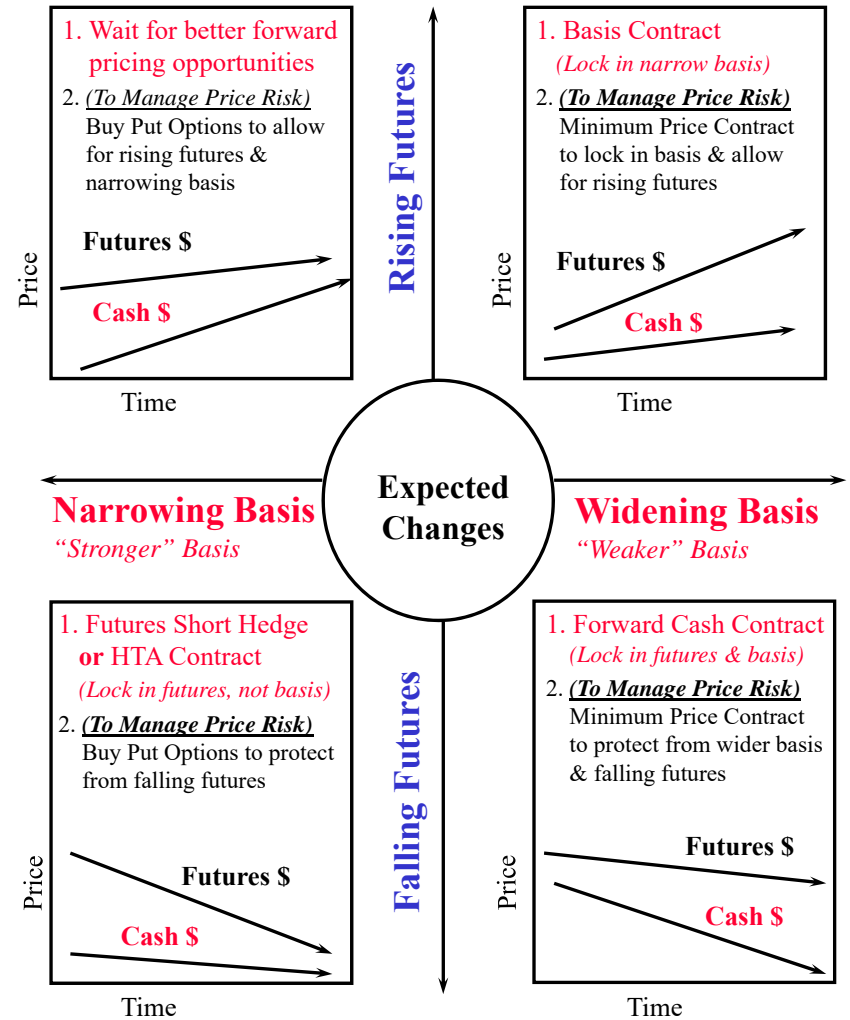 1. Wait for better forward
pricing opportunities
2. (To Manage Price Risk)
Buy Put Options to allow
for rising futures &
narrowing basis
Futures $
Cash $
Price
Time
Rising Futures
1. Basis Contract
(Lock in narrow basis)
2. (To Manage Price Risk)
Minimum Price Contract
to lock in basis & allow
for rising futures
Futures $
Cash $
Price
Time
Expected
Changes
Narrowing Basis
“Stronger” Basis
Widening Basis
“Weaker” Basis
1. Futures Short Hedge
or HTA Contract
(Lock in futures, not basis)
2. (To Manage Price Risk)
Buy Put Options to protect
from falling futures
Futures $
Cash $
Price
Time
Falling Futures
1. Forward Cash Contract
(Lock in futures & basis)
2. (To Manage Price Risk)
Minimum Price Contract
to protect from wider basis
& falling futures
Futures $
Cash $
Price
Time